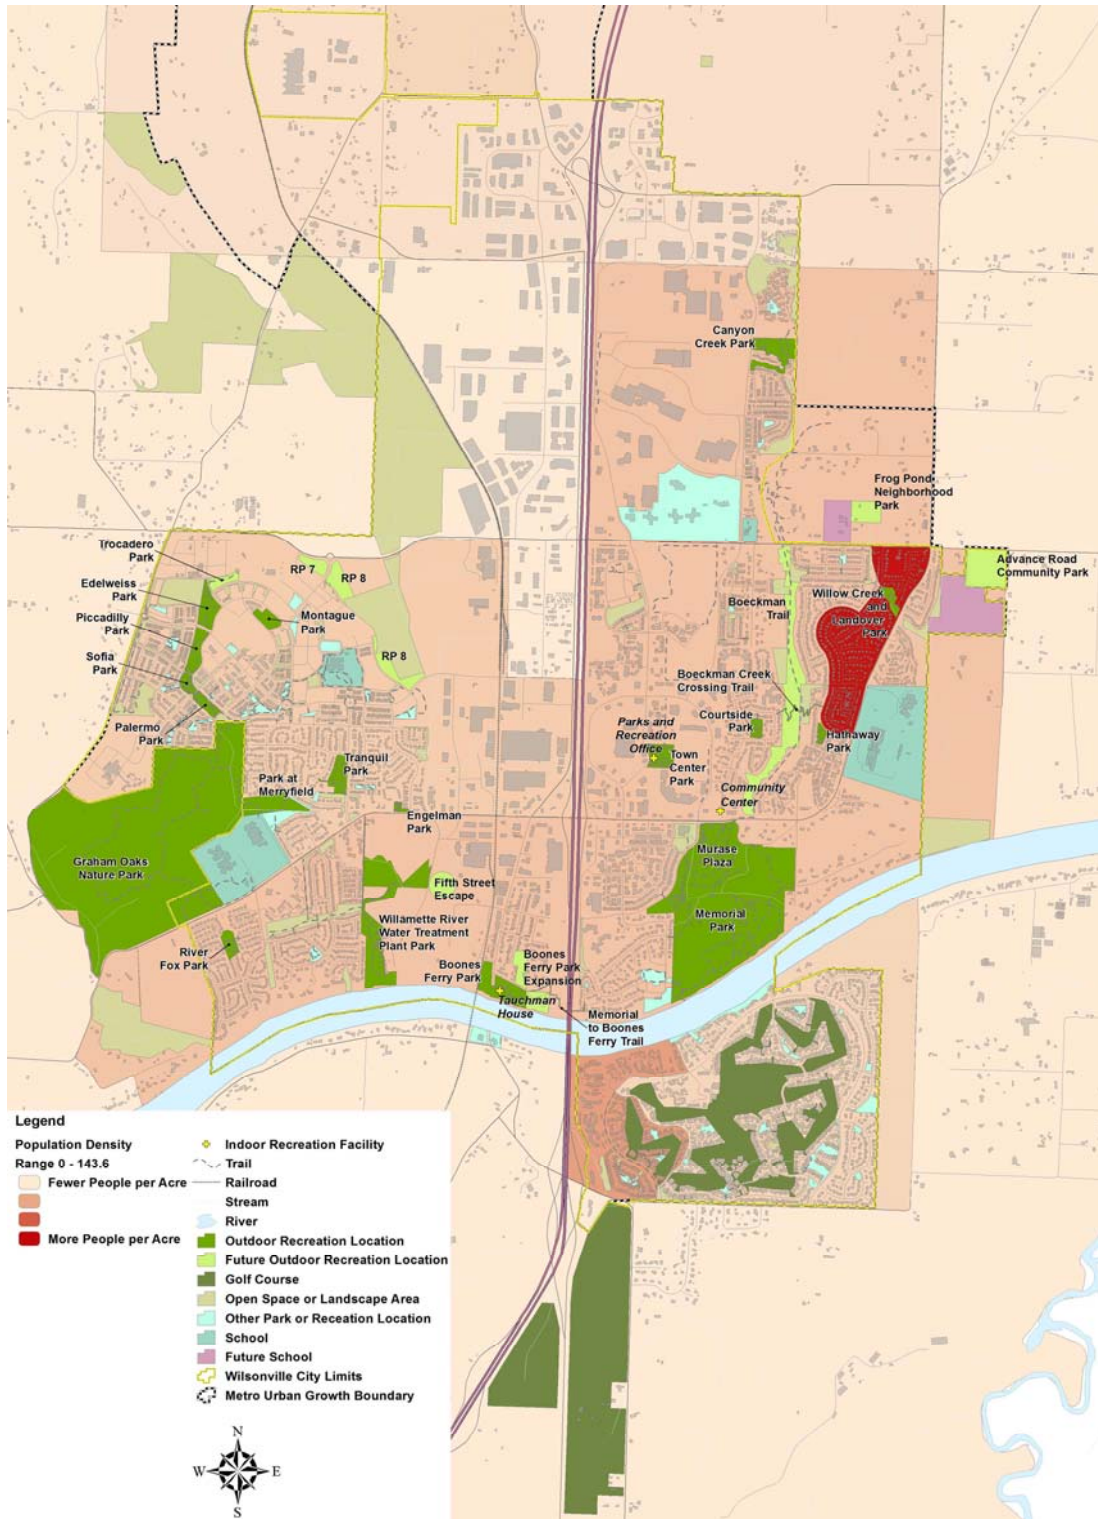 Canyon
Creek Park
Frog Pond
Neighborhood
Park
Trocadero
Park
RP 7
RP 8
Advance Road
Community Park
Edelweiss
Park
Willow Creek
and
Landover
Park
Boeckman
Trail
Piccadilly
Park
Montague
Park
Sofia
Park
RP 8
Boeckman Creek
Crossing Trail
Palermo
Park
Courtside
Park
Parks and
Recreation
Office
Hathaway
Park
Town
Center
Park
Tranquil
Park
Park at
Merryfield
Community
Center
Engelman
Park
Murase
Plaza
Graham Oaks
Nature Park
Fifth Street
Escape
Memorial
Park
Willamette River
Water Treatment
Plant Park
River
Fox Park
Boones
Ferry Park
Boones
Ferry Park
Expansion
Tauchman
House
Memorial
to Boones
Ferry Trail
Legend
Population Density
Range 0 - 143.6
Fewer People per Acre
More People per Acre
Indoor Recreation Facility
Trail
Railroad
Stream
River
Outdoor Recreation Location
Future Outdoor Recreation Location
Golf Course
Open Space or Landscape Area
Other Park or Receation Location
School
Future School
Wilsonville City Limits
Metro Urban Growth Boundary
N
W
E
S